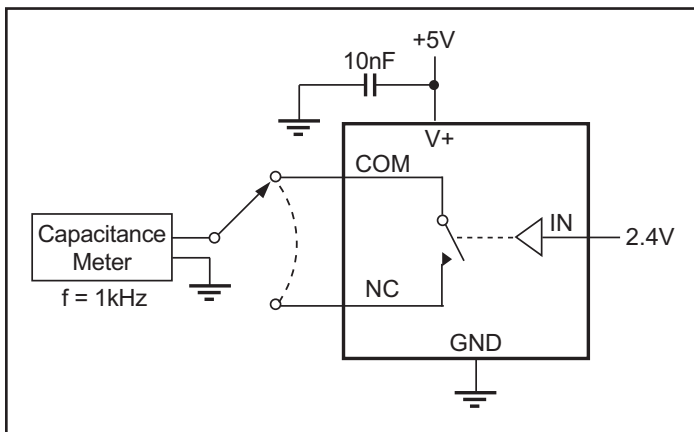 +5V
10nF
V+
COM
IN
2.4V
Capacitance
Meter
f = 1kHz
NC
GND